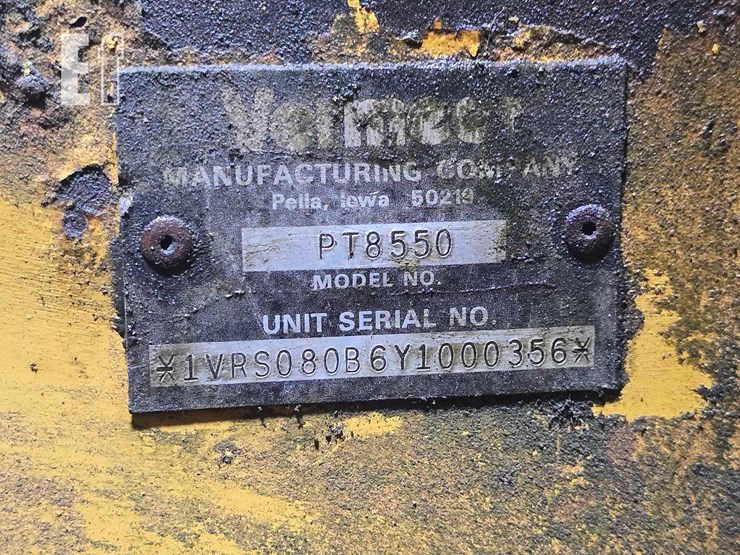 Vermeer
MANUFACTURING COMPANY
Pella, Iowa 50219
PT8550
MODEL NO.
UNIT SERIAL NO.
*1VRS080B6Y1000356*